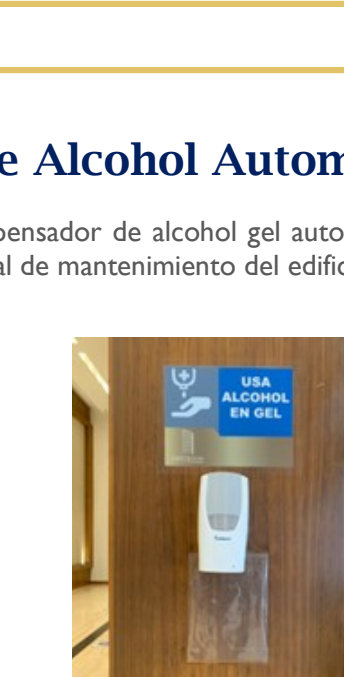 e Alcohol Autom
pensador de alcohol gel auto
al de mantenimiento del edific
USA
ALCOHOL
EN GEL